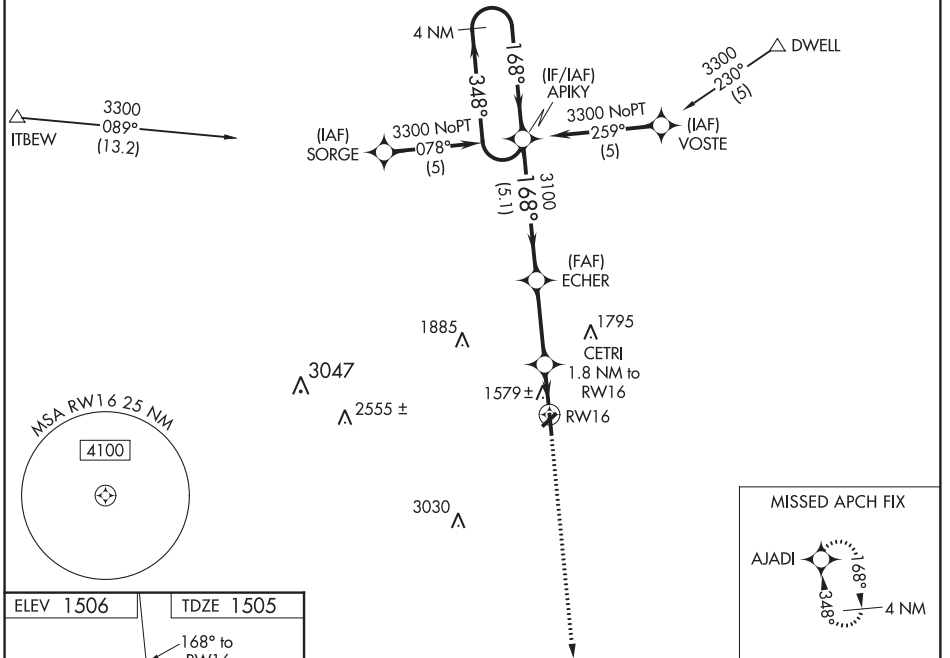 4 NM
168°
348°
(IF/IAF)
APIKY
3300
230°
(5)
DWELL
ITBEW
3300
089°
(13.2)
(IAF)
SORGE
3300 NoPT
078°
(5)
3300 NoPT
259°
(5)
(IAF)
VOSTE
3100
168°
(5.1)
(FAF)
ECHER
1885
1795
CETRI
1.8 NM to
RW16
3047
2555 ±
1579 ±
RW16
MSA RW16 25 NM
4100
3030
MISSED APCH FIX
AJADI
168°
348°
4 NM
ELEV 1506
TDZE 1505
168° to
RW16